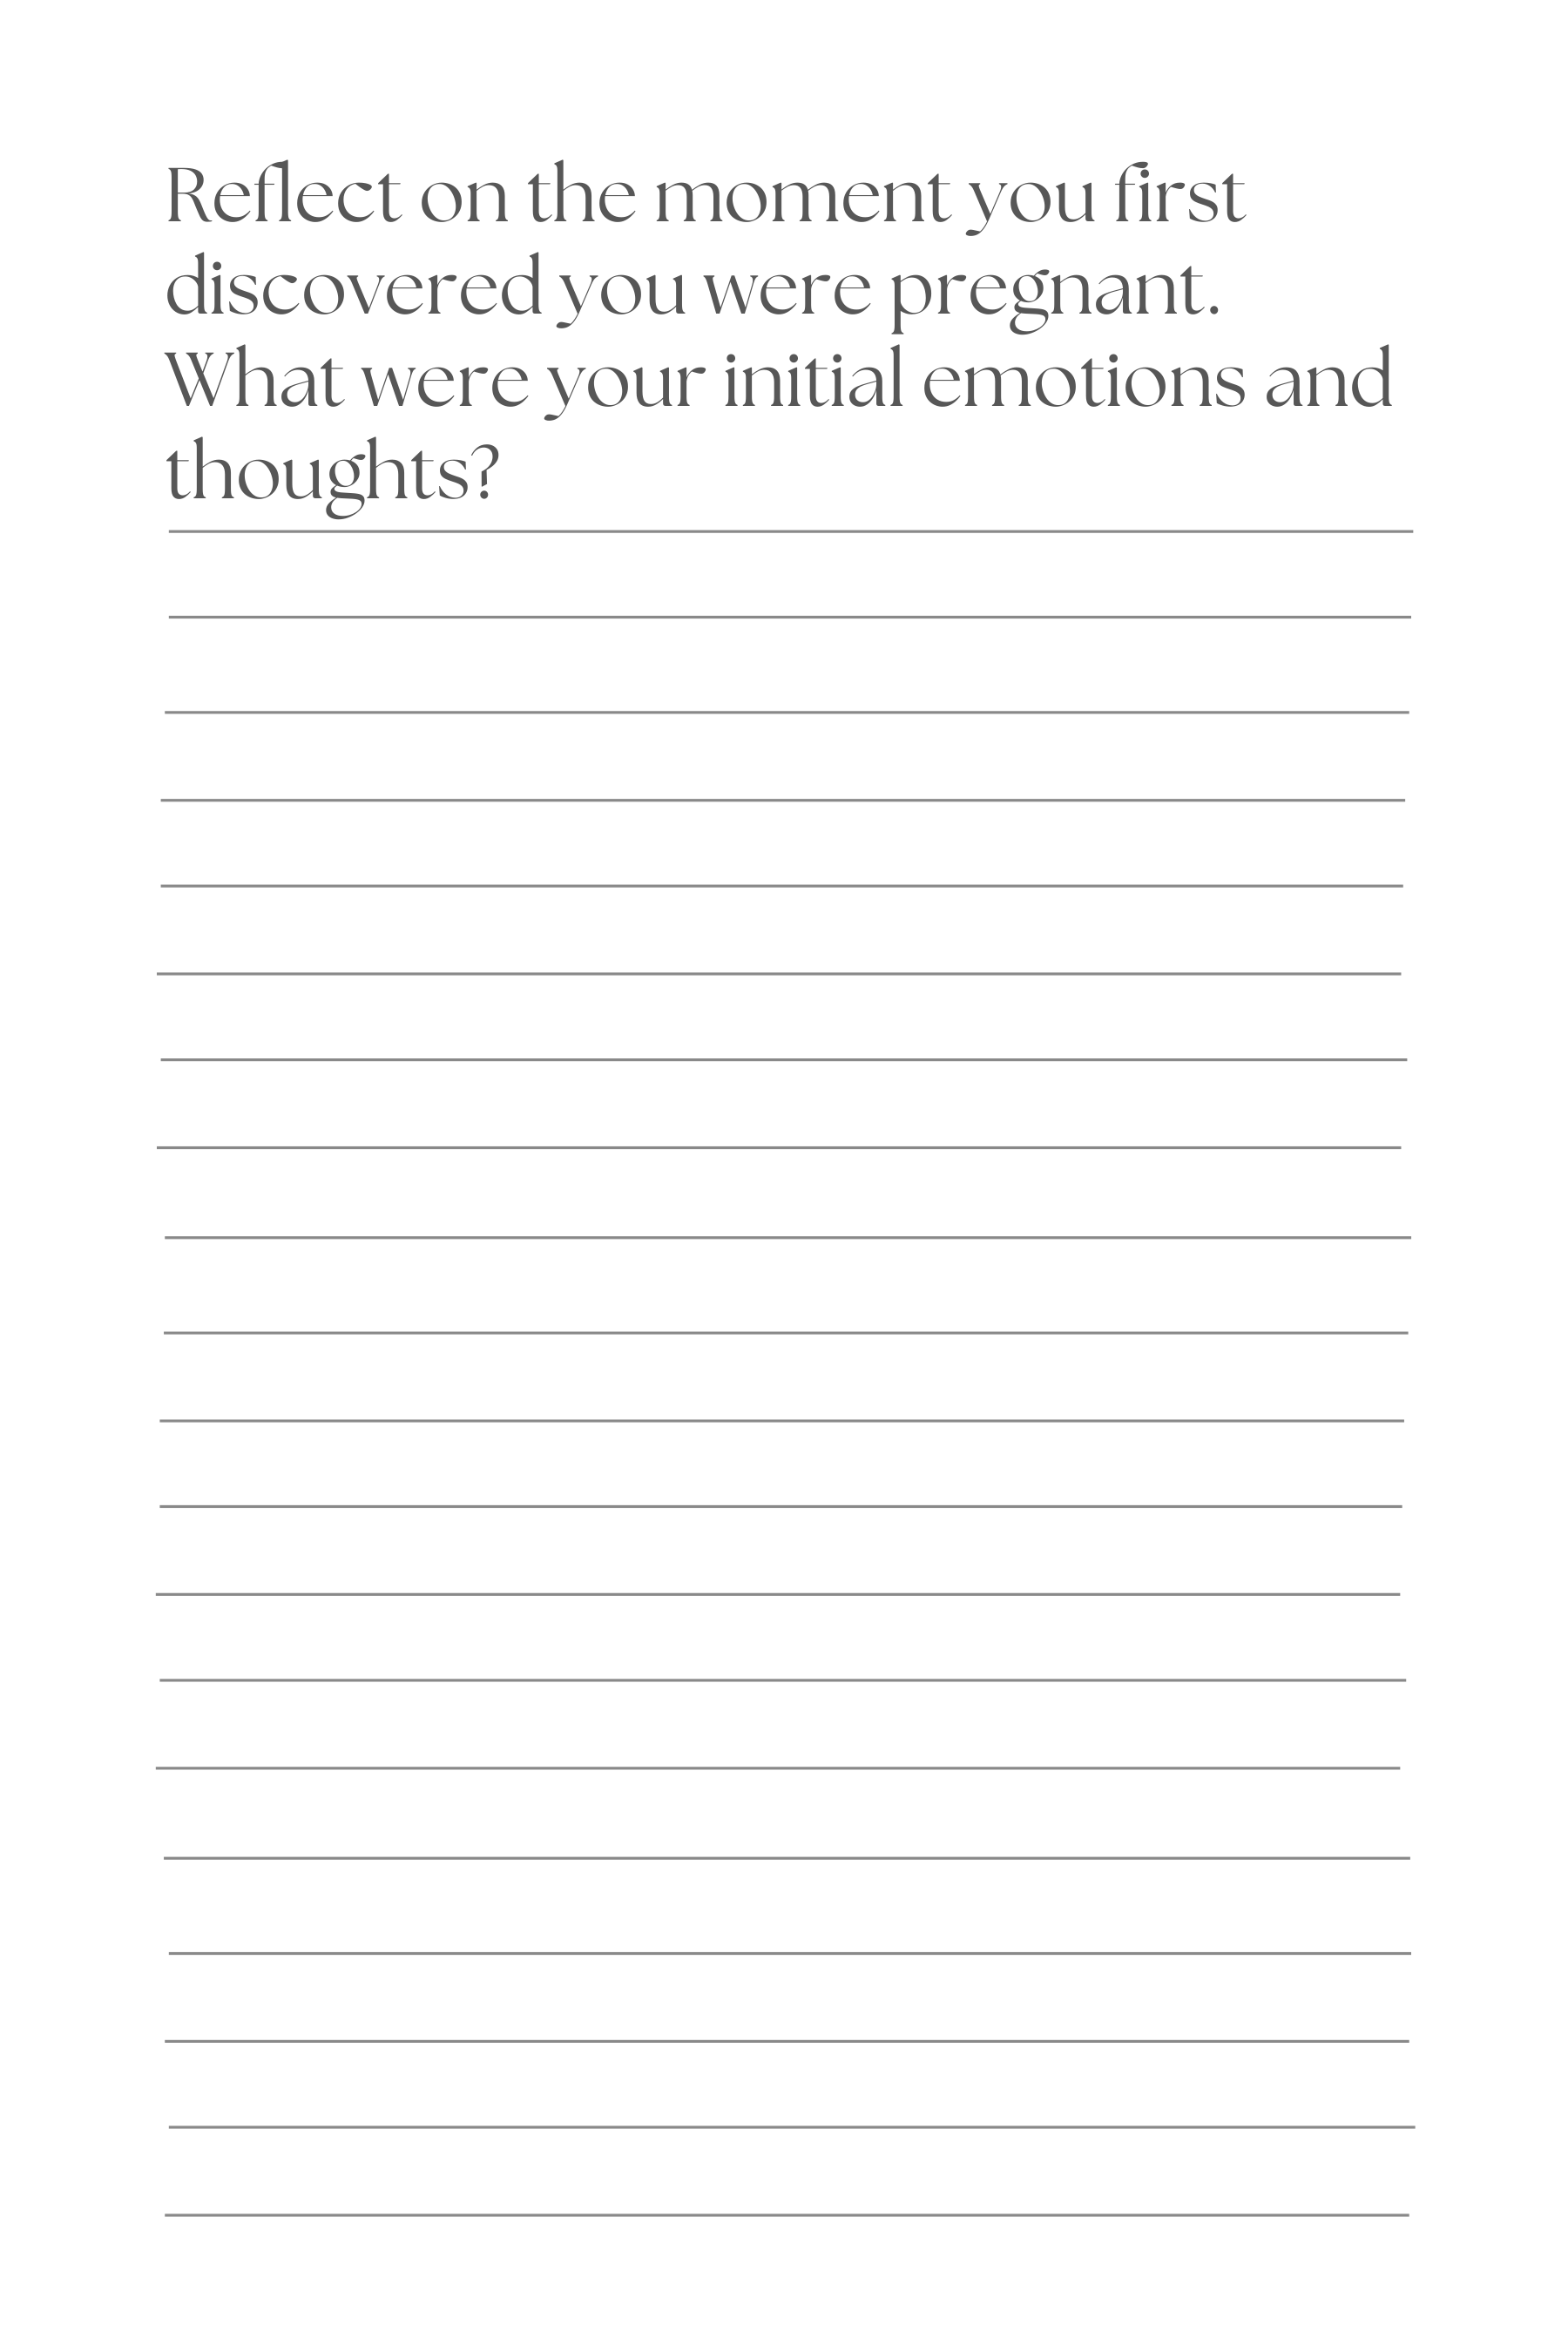 Reflect on the moment you first
discovered you were pregnant.
What were your initial emotions and
thoughts?